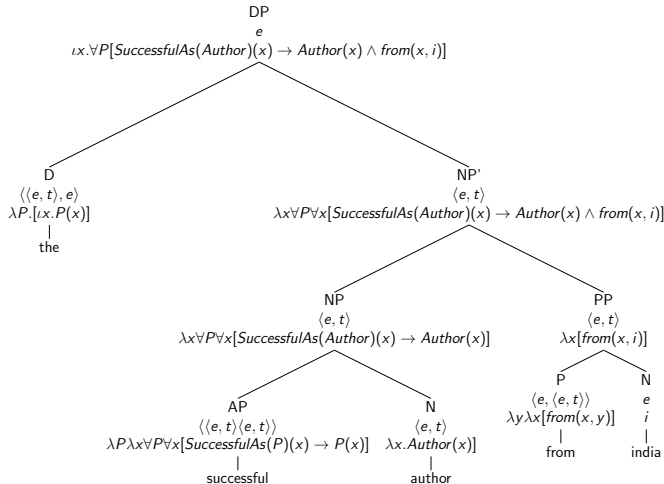 DP
e
ιx.∀P[SuccessfulAs(Author)(x) → Author(x) ∧ from(x, i)]
D
⟨⟨e, t⟩, e⟩
λP.[ιx.P(x)]
the
NP'
⟨e, t⟩
λx∀P∀x[SuccessfulAs(Author)(x) → Author(x) ∧ from(x, i)]
NP
⟨e, t⟩
λx∀P∀x[SuccessfulAs(Author)(x) → Author(x)]
PP
⟨e, t⟩
λx[from(x, i)]
AP
⟨⟨e, t⟩⟨e, t⟩⟩
λPλx∀P∀x[SuccessfulAs(P)(x) → P(x)]
successful
N
⟨e, t⟩
λx.Author(x)]
author
P
⟨e, ⟨e, t⟩⟩
λyλx[from(x, y)]
from
N
e
i
india